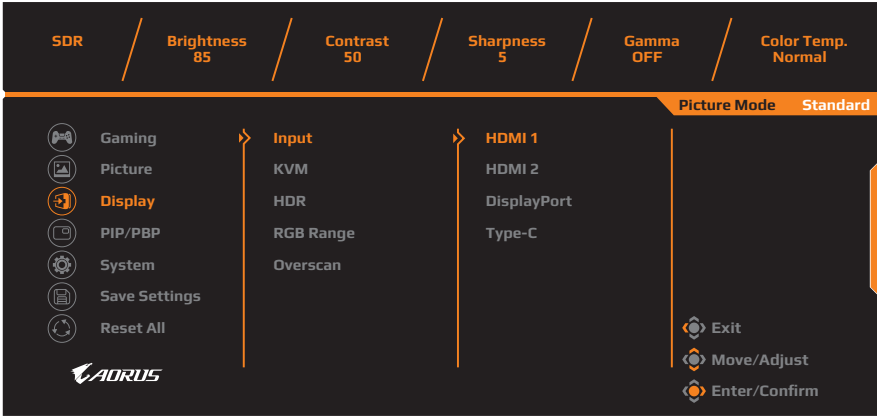 SDR Brightness Contrast Sharpness Gamma Color Temp.
85 50 5 OFF Normal
Picture Mode Standard
Gaming Input HDMI 1
Picture KVM HDMI 2
Display HDR DisplayPort
PIP/PBP RGB Range Type-C
System Overscan
Save Settings
Reset All Exit
Move/Adjust
AORUS
Enter/Confirm